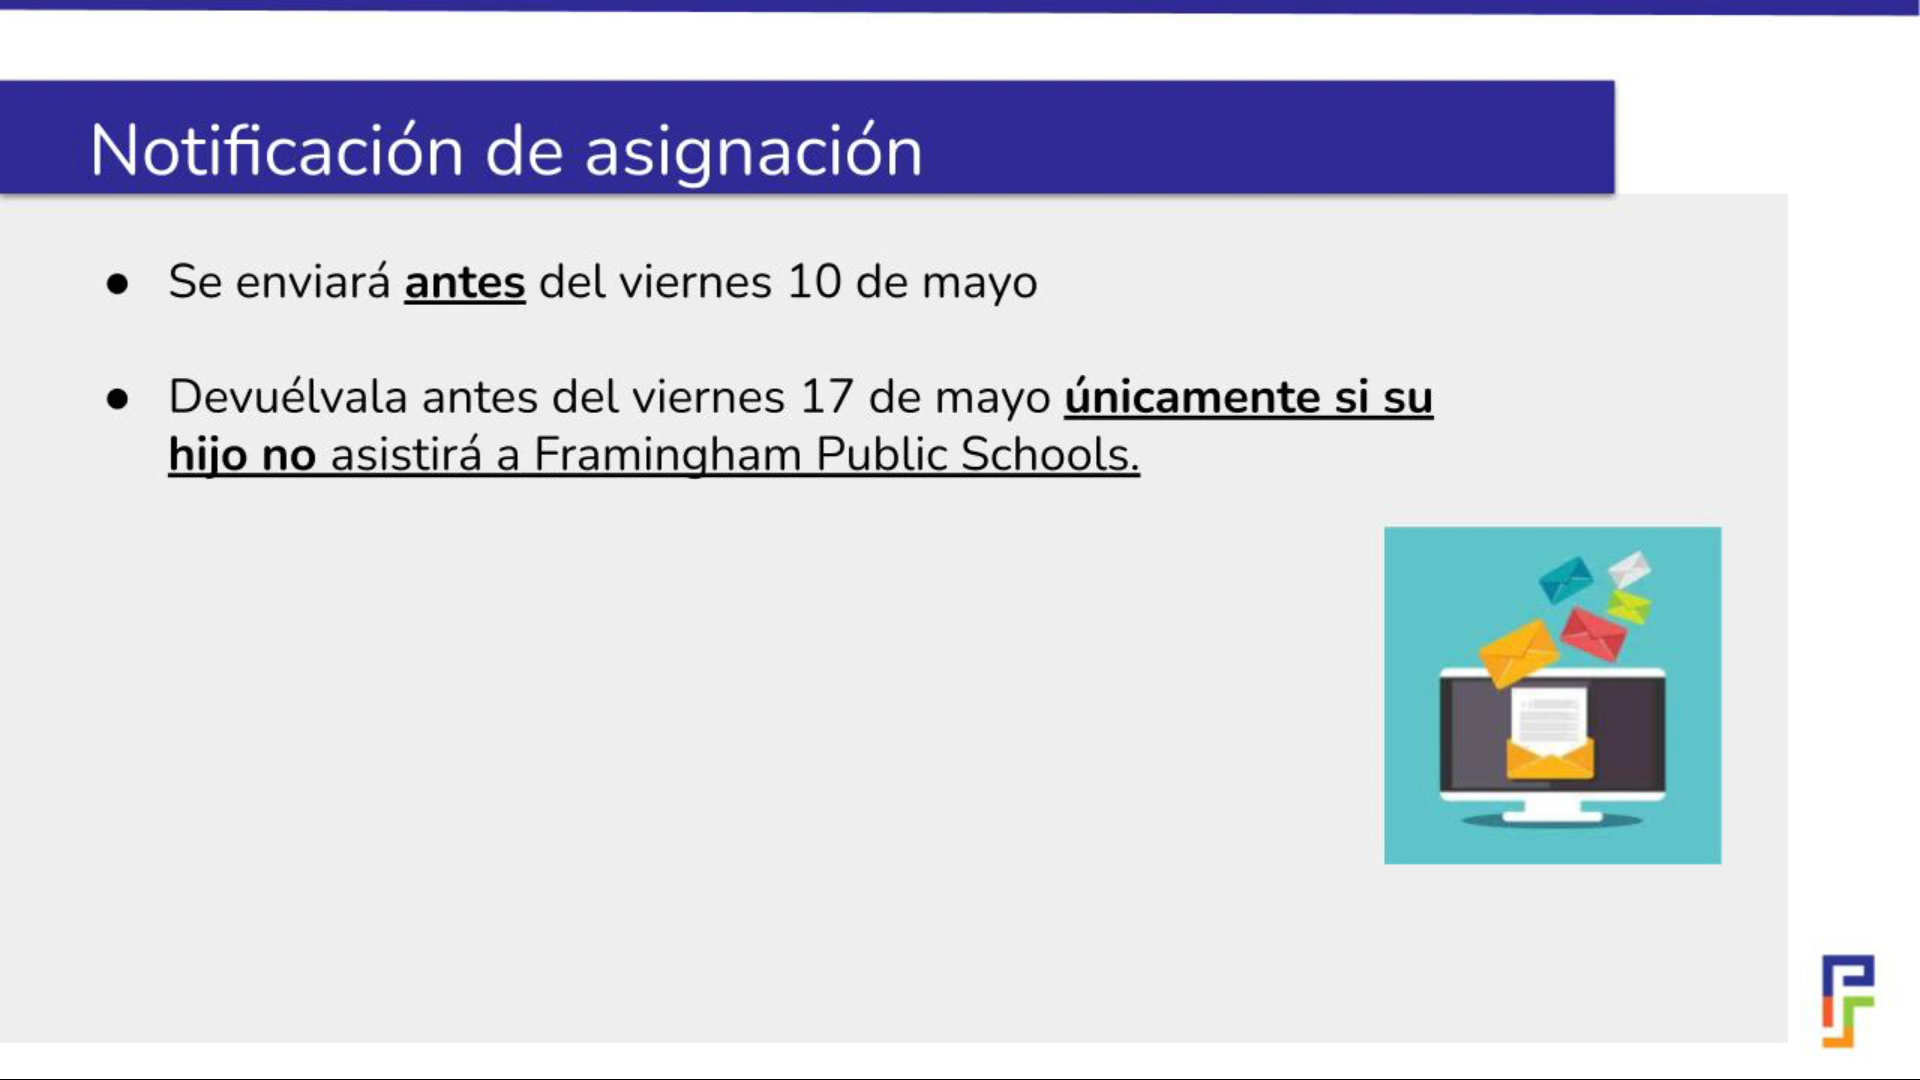 Notificación de asignación
● Se enviará antes del viernes 10 de mayo
● Devuélvala antes del viernes 17 de mayo únicamente si su
hijo no asistirá a Framingham Public Schools.